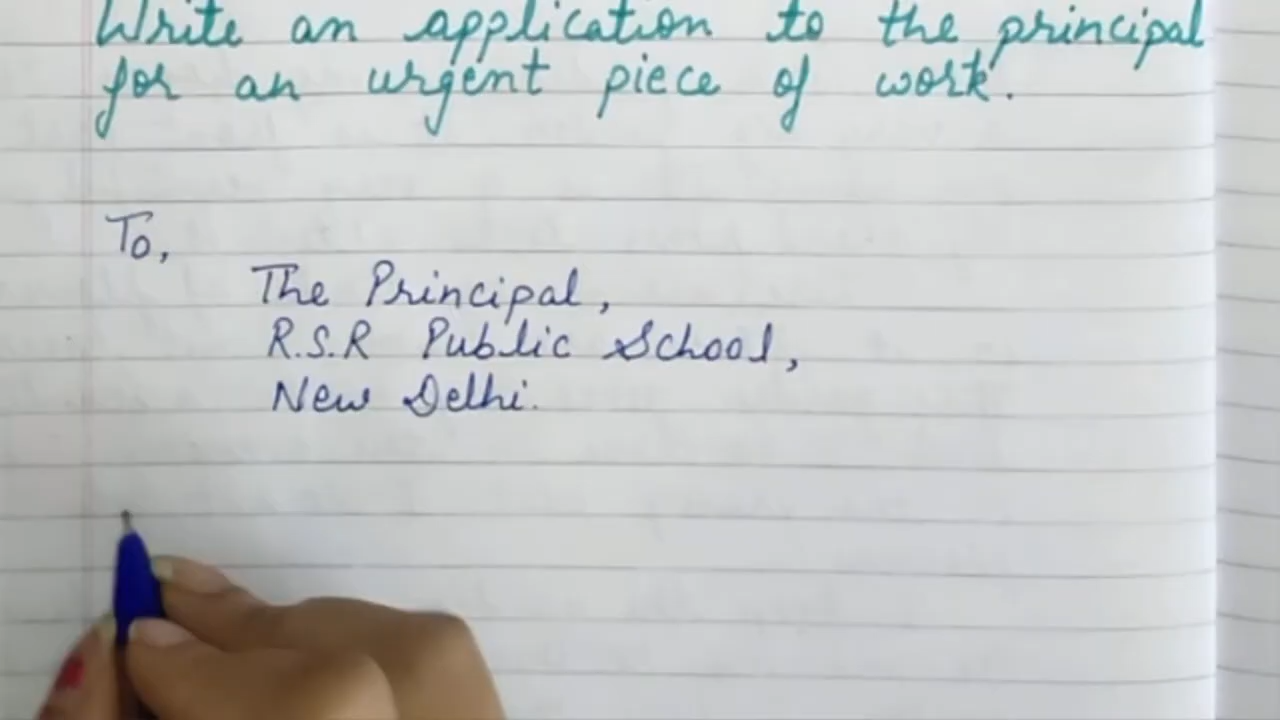 Write an application to the principal
for an urgent piece of work.
To,
The Principal,
R.S.R Public School,
New Delhi.